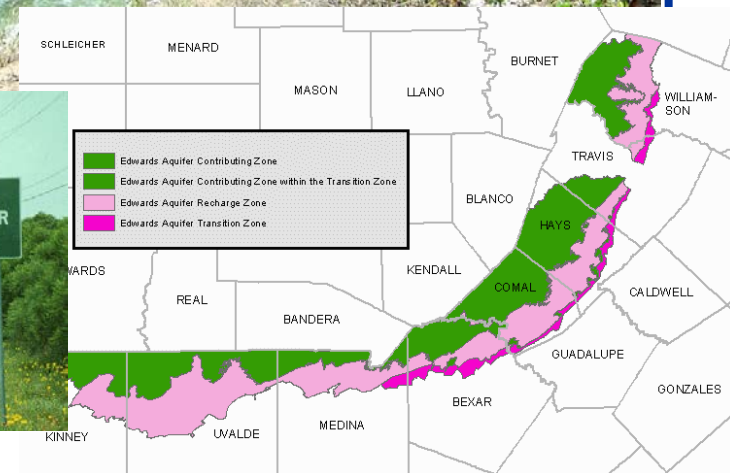 SCHLEICHER
MENARD
BURNET
MASON
LLANO
WILLIAM-
SON
Edwards Aquifer Contributing Zone
Edwards Aquifer Contributing Zone within the Transition Zone
Edwards Aquifer Recharge Zone
Edwards Aquifer Transition Zone
TRAVIS
BLANCO
R
HAYS
WARDS
KENDALL
COMAL
CALDWELL
REAL
BANDERA
GUADALUPE
GONZALES
BEXAR
MEDINA
UVALDE
KINNEY